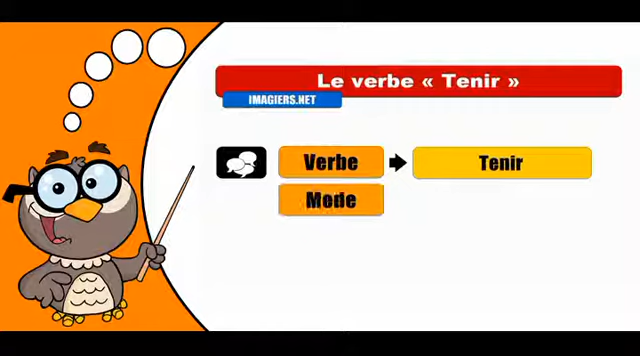 Le verbe « Tenir »
IMAGIERS.NET
Verbe
Tenir
Mode